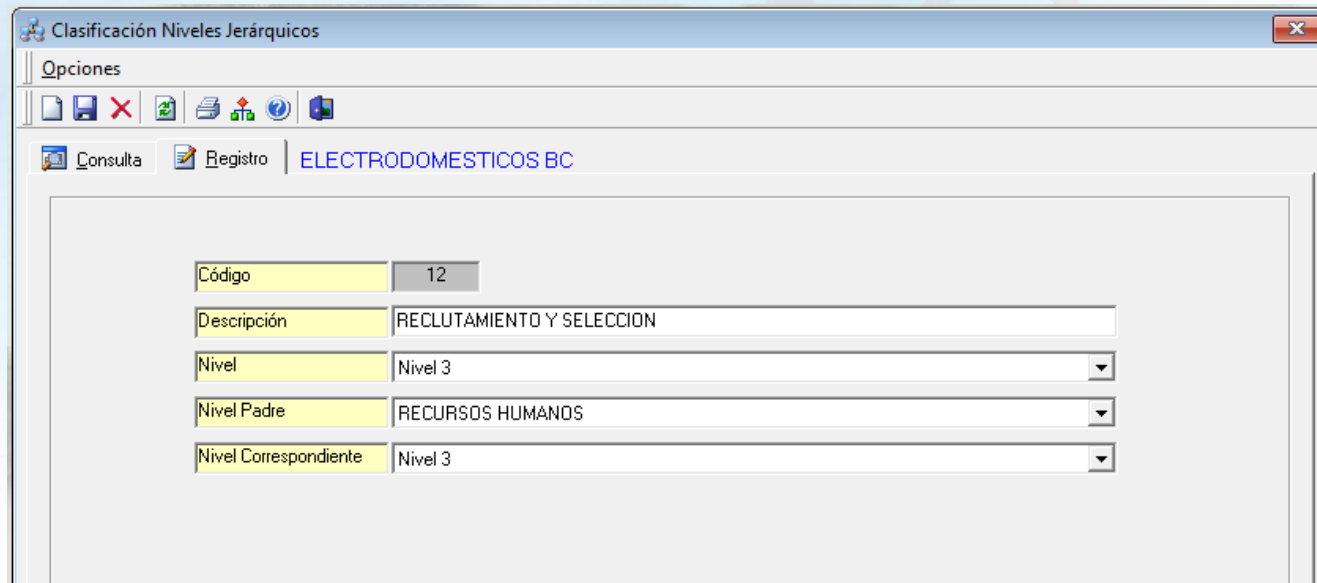 Clasificación Niveles Jerárquicos
Opciones
Consulta Registro ELECTRODOMESTICOS BC
Código 12
Descripción RECLUTAMIENTO Y SELECCION
Nivel Nivel 3
Nivel Padre RECURSOS HUMANOS
Nivel Correspondiente Nivel 3